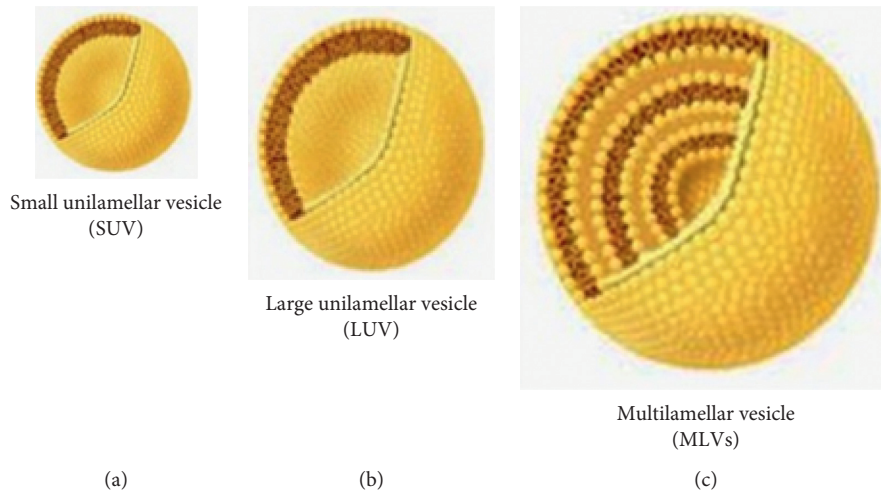 Small unilamellar vesicle
(SUV)
Large unilamellar vesicle
(LUV)
Multilamellar vesicle
(MLVs)
(a)
(b)
(c)